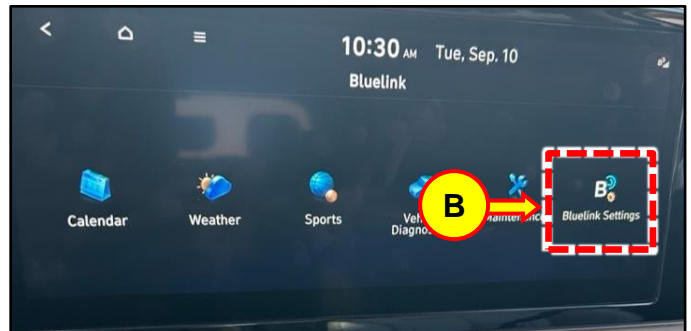 10:30 AM Tue, Sep. 10
Bluelink
Calendar
Weather
Sports
B
Bluelink Settings